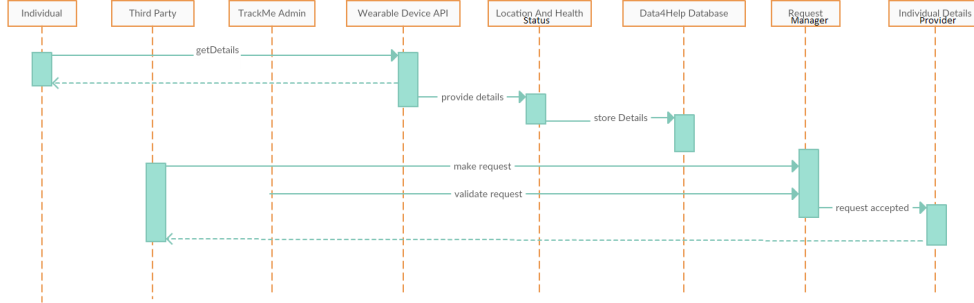 Individual
Third Party
TrackMe Admin
Wearable Device API
Location And Health
Status
Data4Help Database
Request
Manager
Individual Details
Provider
getDetails
provide details
store Details
make request
validate request
request accepted